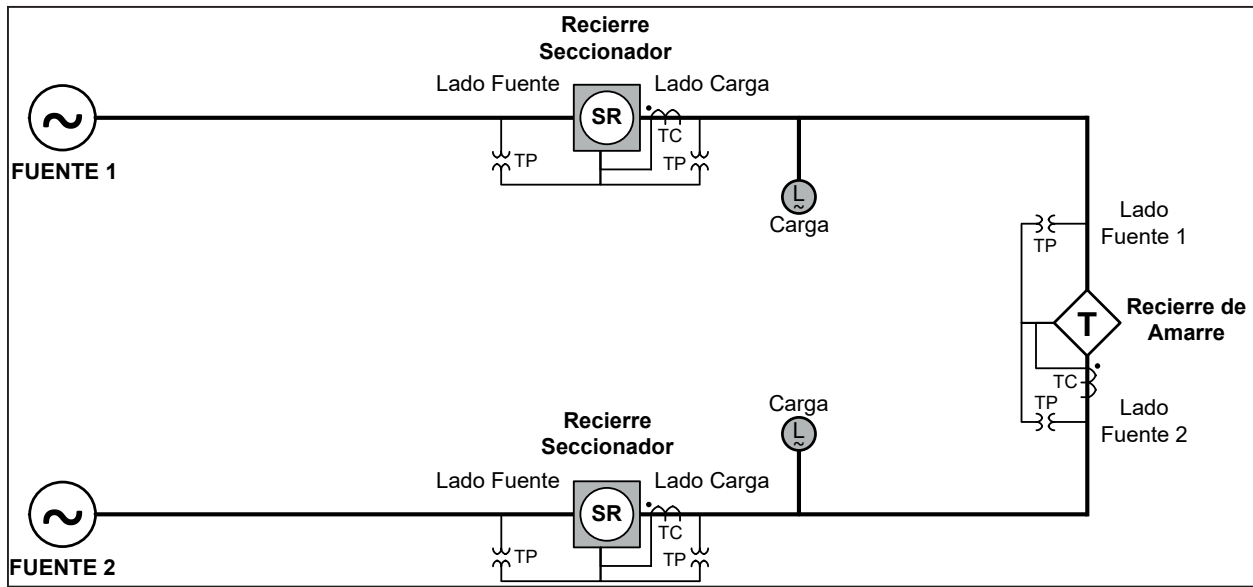 Recierre
Seccionador
Lado Fuente
Lado Carga
SR
TC
TP
TP
FUENTE 1
L
~
Carga
Lado
Fuente 1
TP
T
Recierre de
Amarre
TC
TP
Lado
Fuente 2
Carga
L
~
Recierre
Seccionador
Lado Fuente
Lado Carga
SR
TC
TP
TP
FUENTE 2